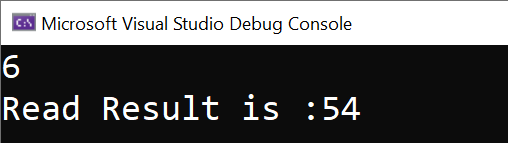 C:\
Microsoft Visual Studio Debug Console
6
Read Result is :54